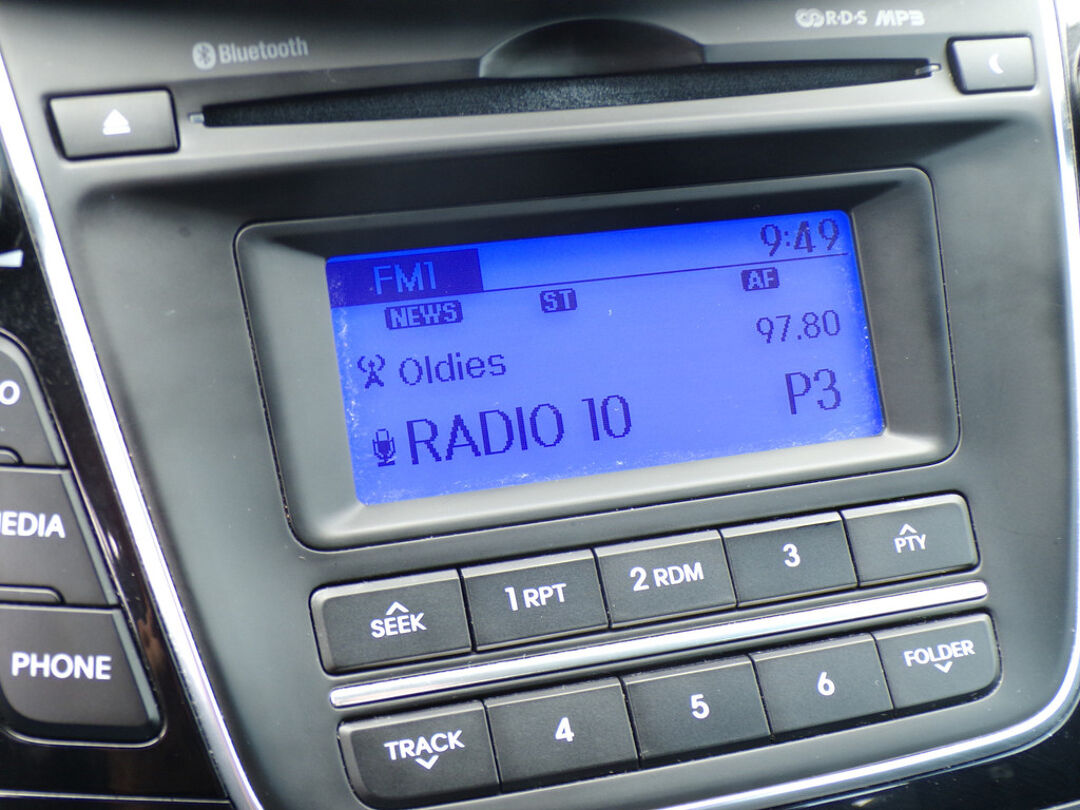 Bluetooth
R·D·S MP3
FM1
9:49
NEWS ST AF
Oldies 97.80
RADIO 10 P3
SEEK 1 RPT 2 RDM 3 PTY
TRACK 4 5 6 FOLDER
EDIA
PHONE